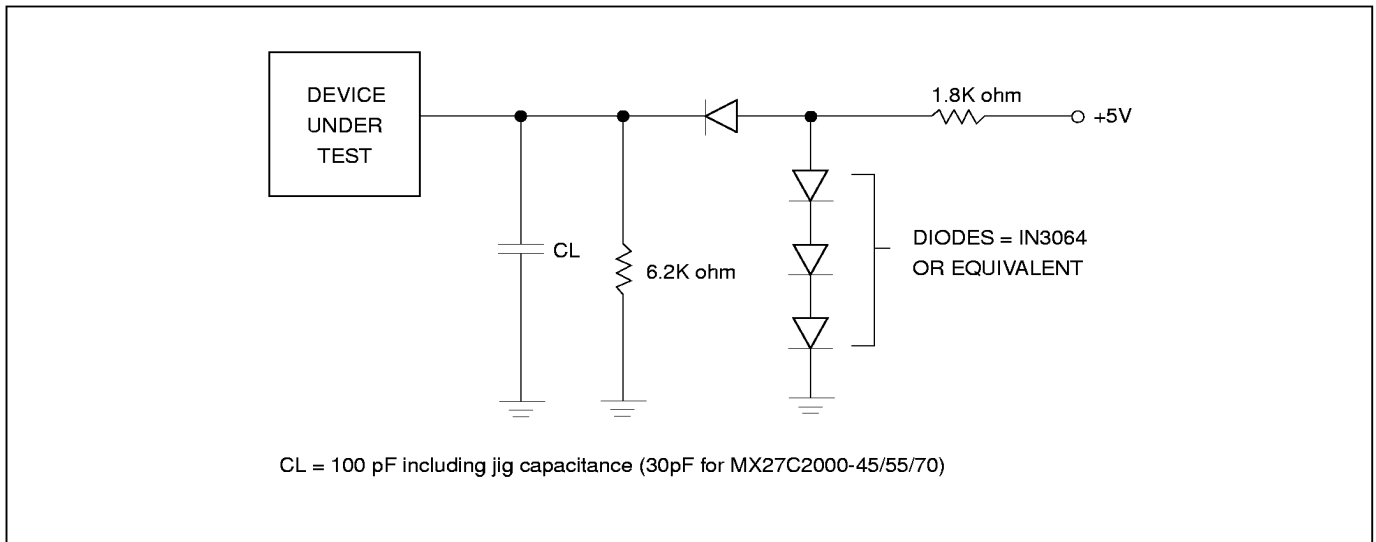 DEVICE
UNDER
TEST
1.8K ohm
+5V
CL
6.2K ohm
DIODES = IN3064
OR EQUIVALENT
CL = 100 pF including jig capacitance (30pF for MX27C2000-45/55/70)